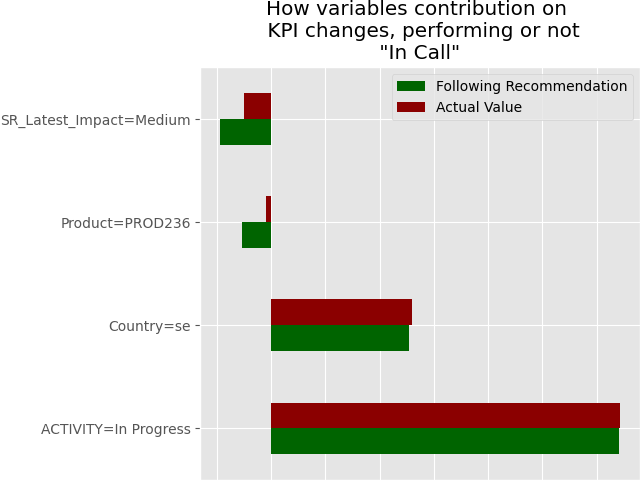 How variables contribution on
KPI changes, performing or not
"In Call"
Following Recommendation
Actual Value
SR_Latest_Impact=Medium
Product=PROD236
Country=se
ACTIVITY=In Progress